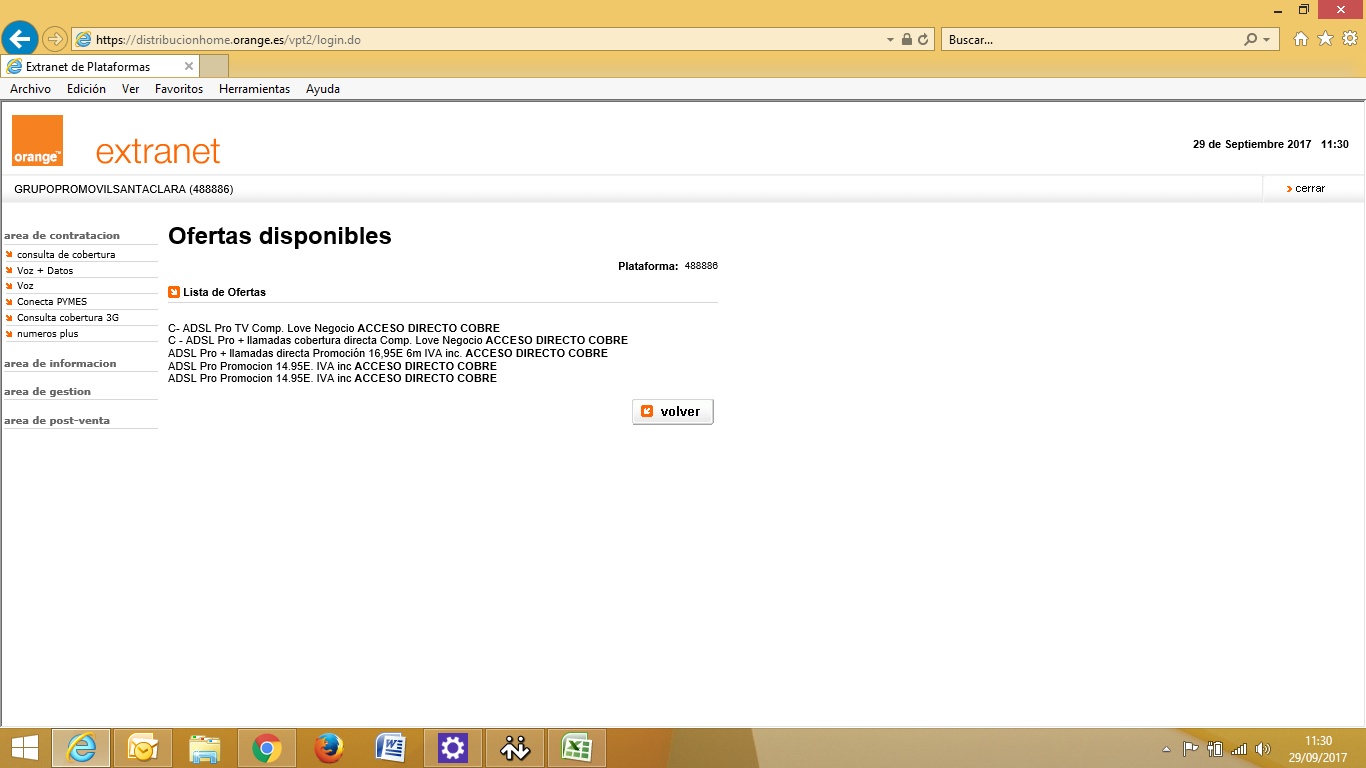 https://distribucionhome.orange.es/vpt2/login.do
Buscar...
Extranet de Plataformas
Archivo Edición Ver Favoritos Herramientas Ayuda
orange™
extranet
29 de Septiembre 2017 11:30
GRUPOPROMOVILSANTACLARA (488886)
cerrar
area de contratacion
consulta de cobertura
Voz + Datos
Voz
Conecta PYMES
Consulta cobertura 3G
numeros plus
area de informacion
area de gestion
area de post-venta
Ofertas disponibles
Plataforma: 488886
Lista de Ofertas
C- ADSL Pro TV Comp. Love Negocio ACCESO DIRECTO COBRE
C - ADSL Pro + llamadas cobertura directa Comp. Love Negocio ACCESO DIRECTO COBRE
ADSL Pro + llamadas directa Promoción 16,95E 6m IVA inc. ACCESO DIRECTO COBRE
ADSL Pro Promocion 14.95E. IVA inc ACCESO DIRECTO COBRE
ADSL Pro Promocion 14.95E. IVA inc ACCESO DIRECTO COBRE
volver
11:30
29/09/2017